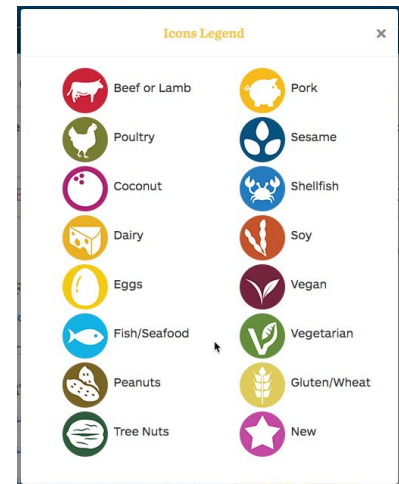 Icons Legend
×
Beef or Lamb
Pork
Poultry
Sesame
Coconut
Shellfish
Dairy
Soy
Eggs
Vegan
Fish/Seafood
Vegetarian
Peanuts
Gluten/Wheat
Tree Nuts
New